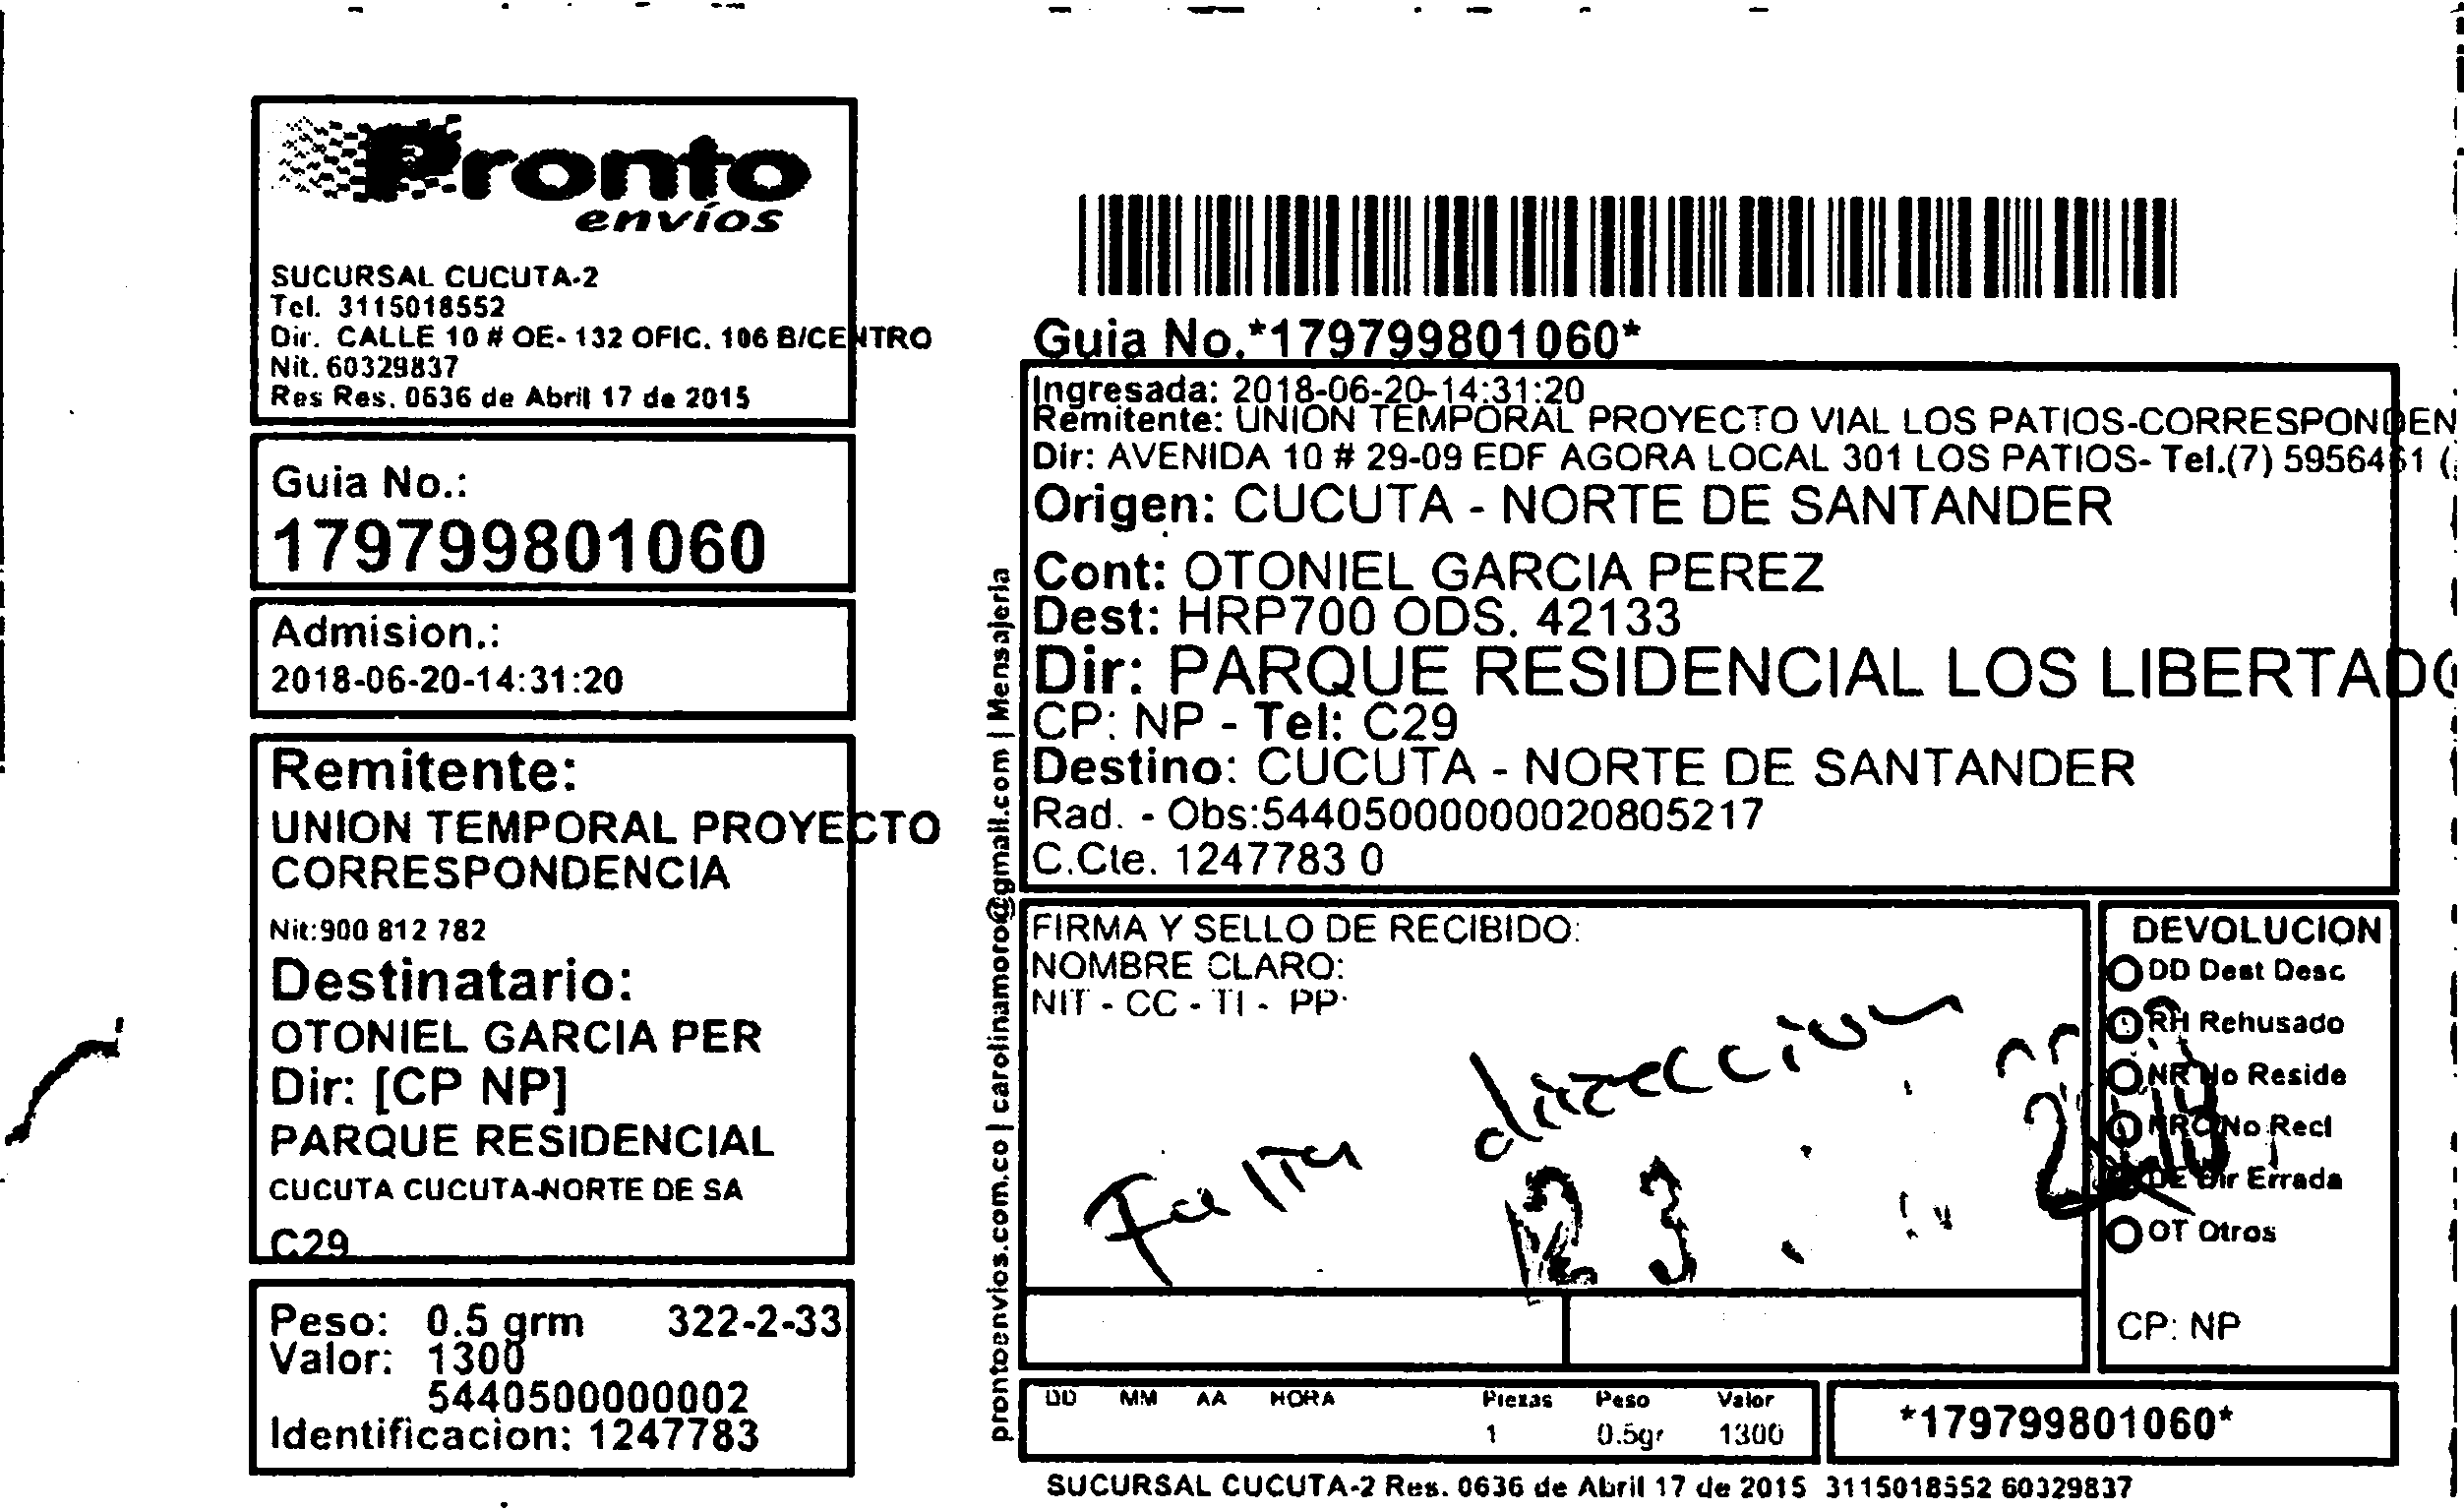 Pronto
envíos
SUCURSAL CUCUTA-2
Tel. 3115018552
Dir. CALLE 10 # OE- 132 OFIC. 106 B/CENTRO
Nit. 60329837
Res Res. 0636 de Abril 17 de 2015
Guia No.:
179799801060
Admision.:
2018-06-20-14:31:20
Remitente:
UNION TEMPORAL PROYECTO
CORRESPONDENCIA
Nit:900 812 782
Destinatario:
OTONIEL GARCIA PER
Dir: [CP NP]
PARQUE RESIDENCIAL
CUCUTA CUCUTA-NORTE DE SA
C29
Peso: 0.5 grm 322-2-33
Valor: 1300
5440500000002
Identificacion: 1247783
prontoenvios.com.co | carolinamoro@gmail.com | Mensajeria
Guia No.*179799801060*
Ingresada: 2018-06-20-14:31:20
Remitente: UNION TEMPORAL PROYECTO VIAL LOS PATIOS-CORRESPONDEN
Dir: AVENIDA 10 # 29-09 EDF AGORA LOCAL 301 LOS PATIOS- Tel.(7) 5956461 (
Origen: CUCUTA - NORTE DE SANTANDER
Cont: OTONIEL GARCIA PEREZ
Dest: HRP700 ODS. 42133
Dir: PARQUE RESIDENCIAL LOS LIBERTADO
CP: NP - Tel: C29
Destino: CUCUTA - NORTE DE SANTANDER
Rad. - Obs:544050000000020805217
C.Cte. 1247783 0
FIRMA Y SELLO DE RECIBIDO:
NOMBRE CLARO:
NIT - CC - TI - PP
Falta direccion
23
DEVOLUCION
DD Dest Desc
RH Rehusado
NR No Reside
NRC No Recl
DE Dir Errada
OT Otros
CP: NP
DD MM AA HORA Piezas Peso Valor
1 0.5gr 1300
*179799801060*
SUCURSAL CUCUTA-2 Res. 0636 de Abril 17 de 2015 3115018552 60329837